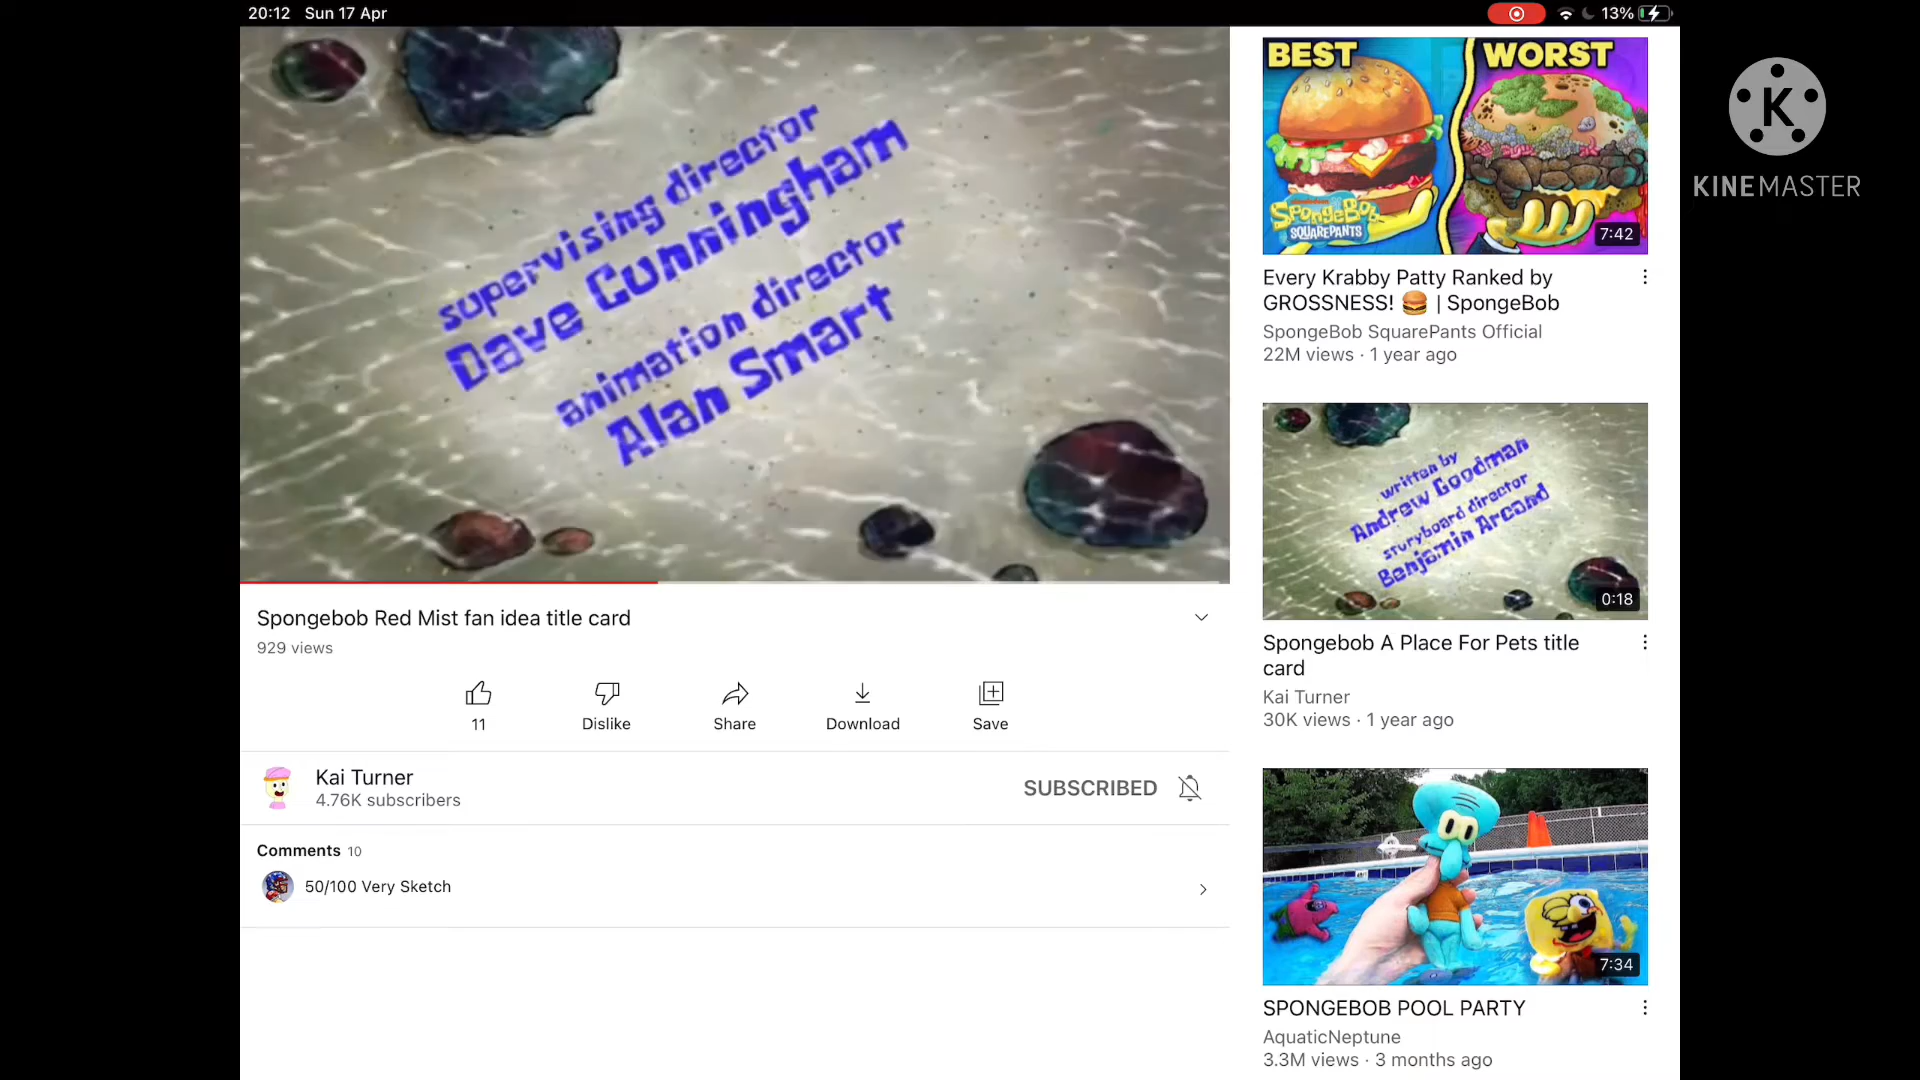 20:12 Sun 17 Apr
13%
supervising director
Dave Cunningham
animation director
Alan Smart
Spongebob Red Mist fan idea title card
929 views
11
Dislike
Share
Download
Save
Kai Turner
4.76K subscribers
SUBSCRIBED
Comments 10
50/100 Very Sketch
BEST
WORST
SpongeBob
SQUAREPANTS
7:42
Every Krabby Patty Ranked by
GROSSNESS! 🍔 | SpongeBob
SpongeBob SquarePants Official
22M views · 1 year ago
written by
Andrew Goodman
storyboard director
Benjamin Arcand
0:18
Spongebob A Place For Pets title
card
Kai Turner
30K views · 1 year ago
7:34
SPONGEBOB POOL PARTY
AquaticNeptune
3.3M views · 3 months ago
K
KINEMASTER